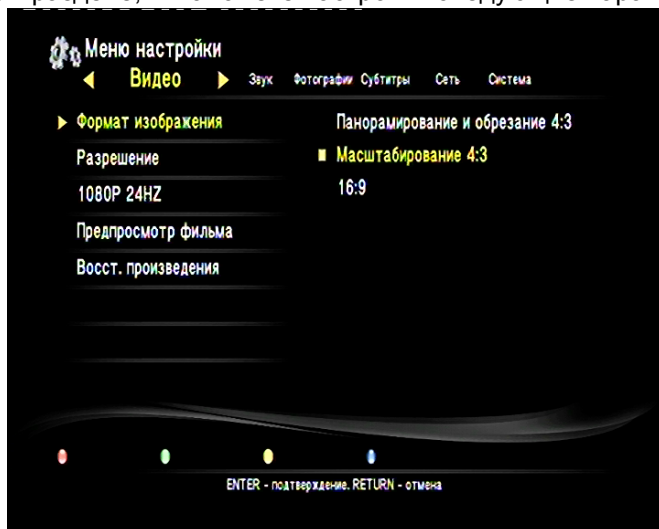 Меню настройки
Видео Звук Фотографии Субтитры Сеть Система
Формат изображения
Панорамирование и обрезание 4:3
Разрешение
Масштабирование 4:3
1080P 24HZ
16:9
Предпросмотр фильма
Восст. произведения
ENTER - подтверждение. RETURN - отмена